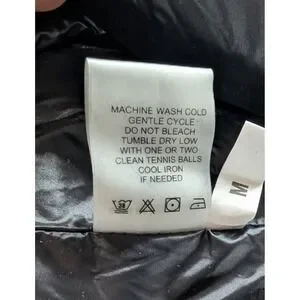 MACHINE WASH COLD
GENTLE CYCLE
DO NOT BLEACH
TUMBLE DRY LOW
WITH ONE OR TWO
CLEAN TENNIS BALLS
COOL IRON
IF NEEDED
M